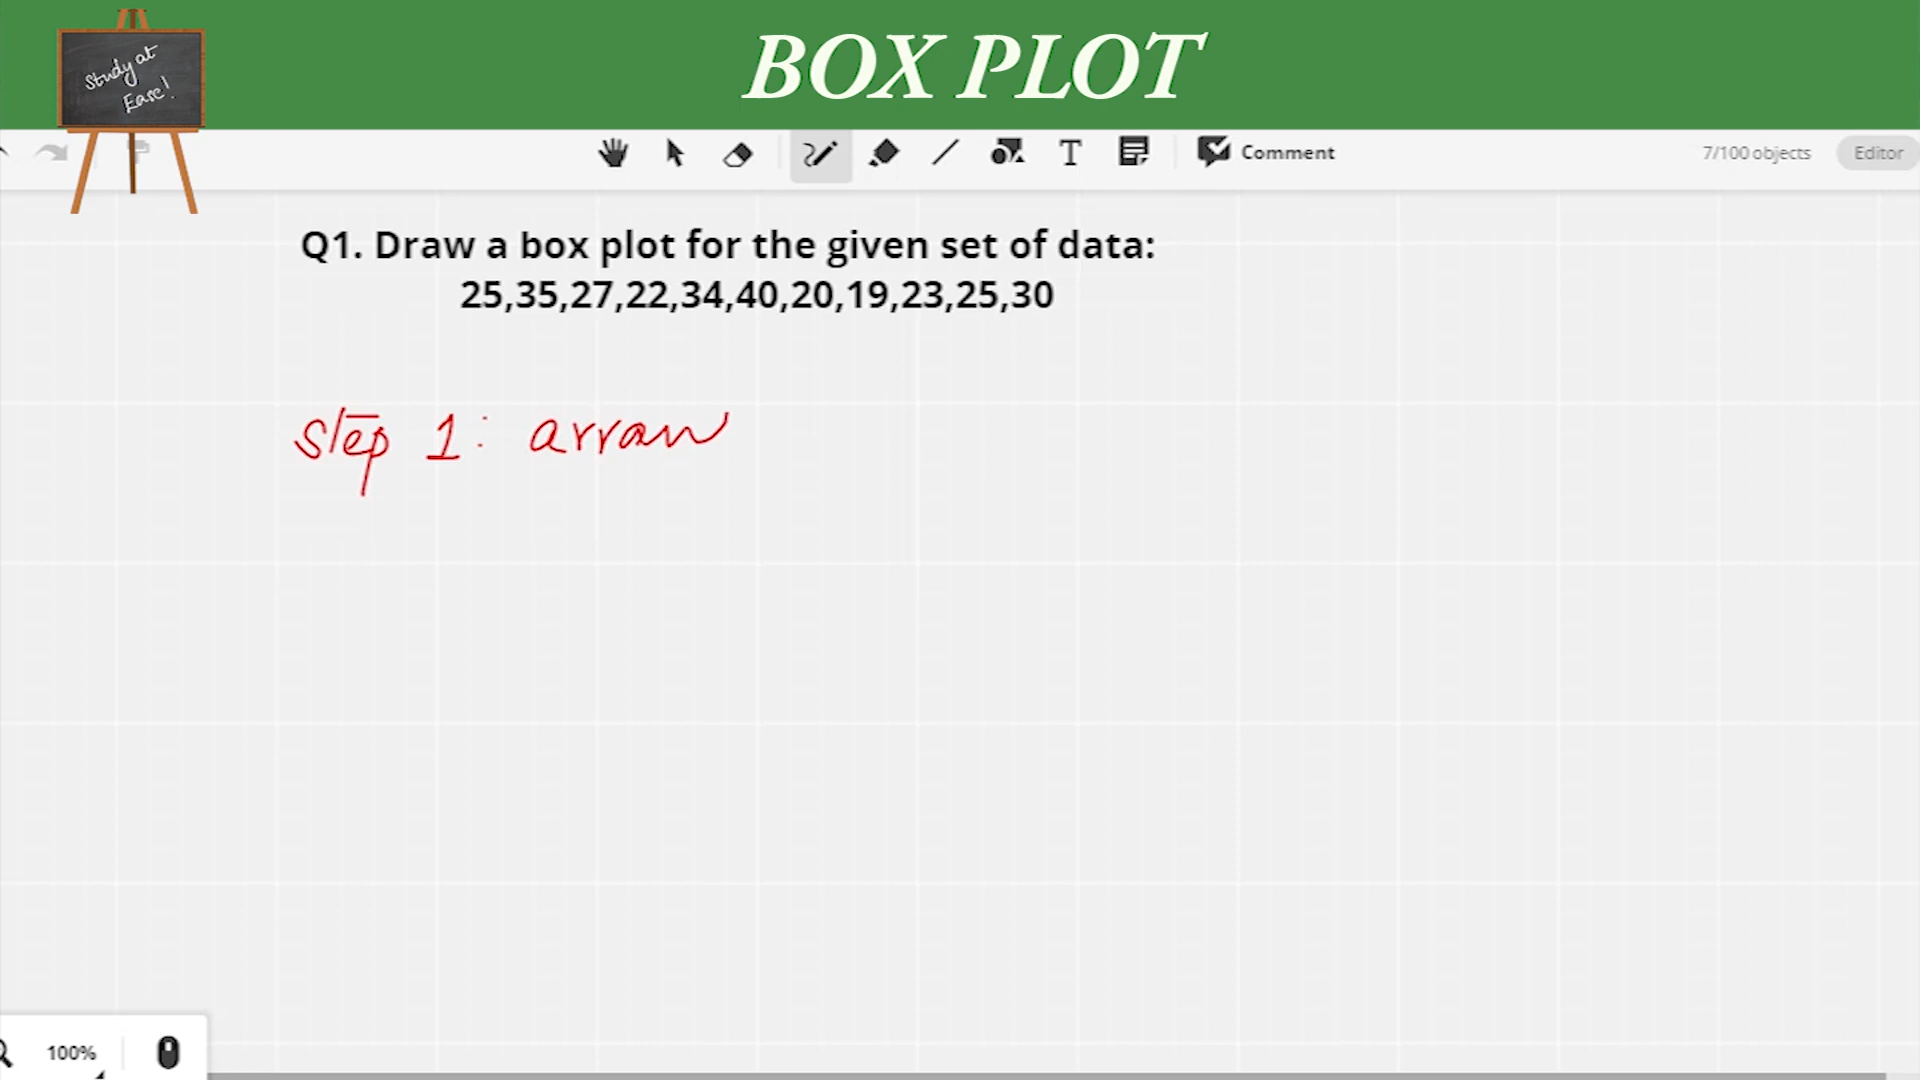 BOX PLOT
Study at
Ease!
Comment
7/100 objects
Editor
Q1. Draw a box plot for the given set of data:
25,35,27,22,34,40,20,19,23,25,30
Step 1: arran
100%